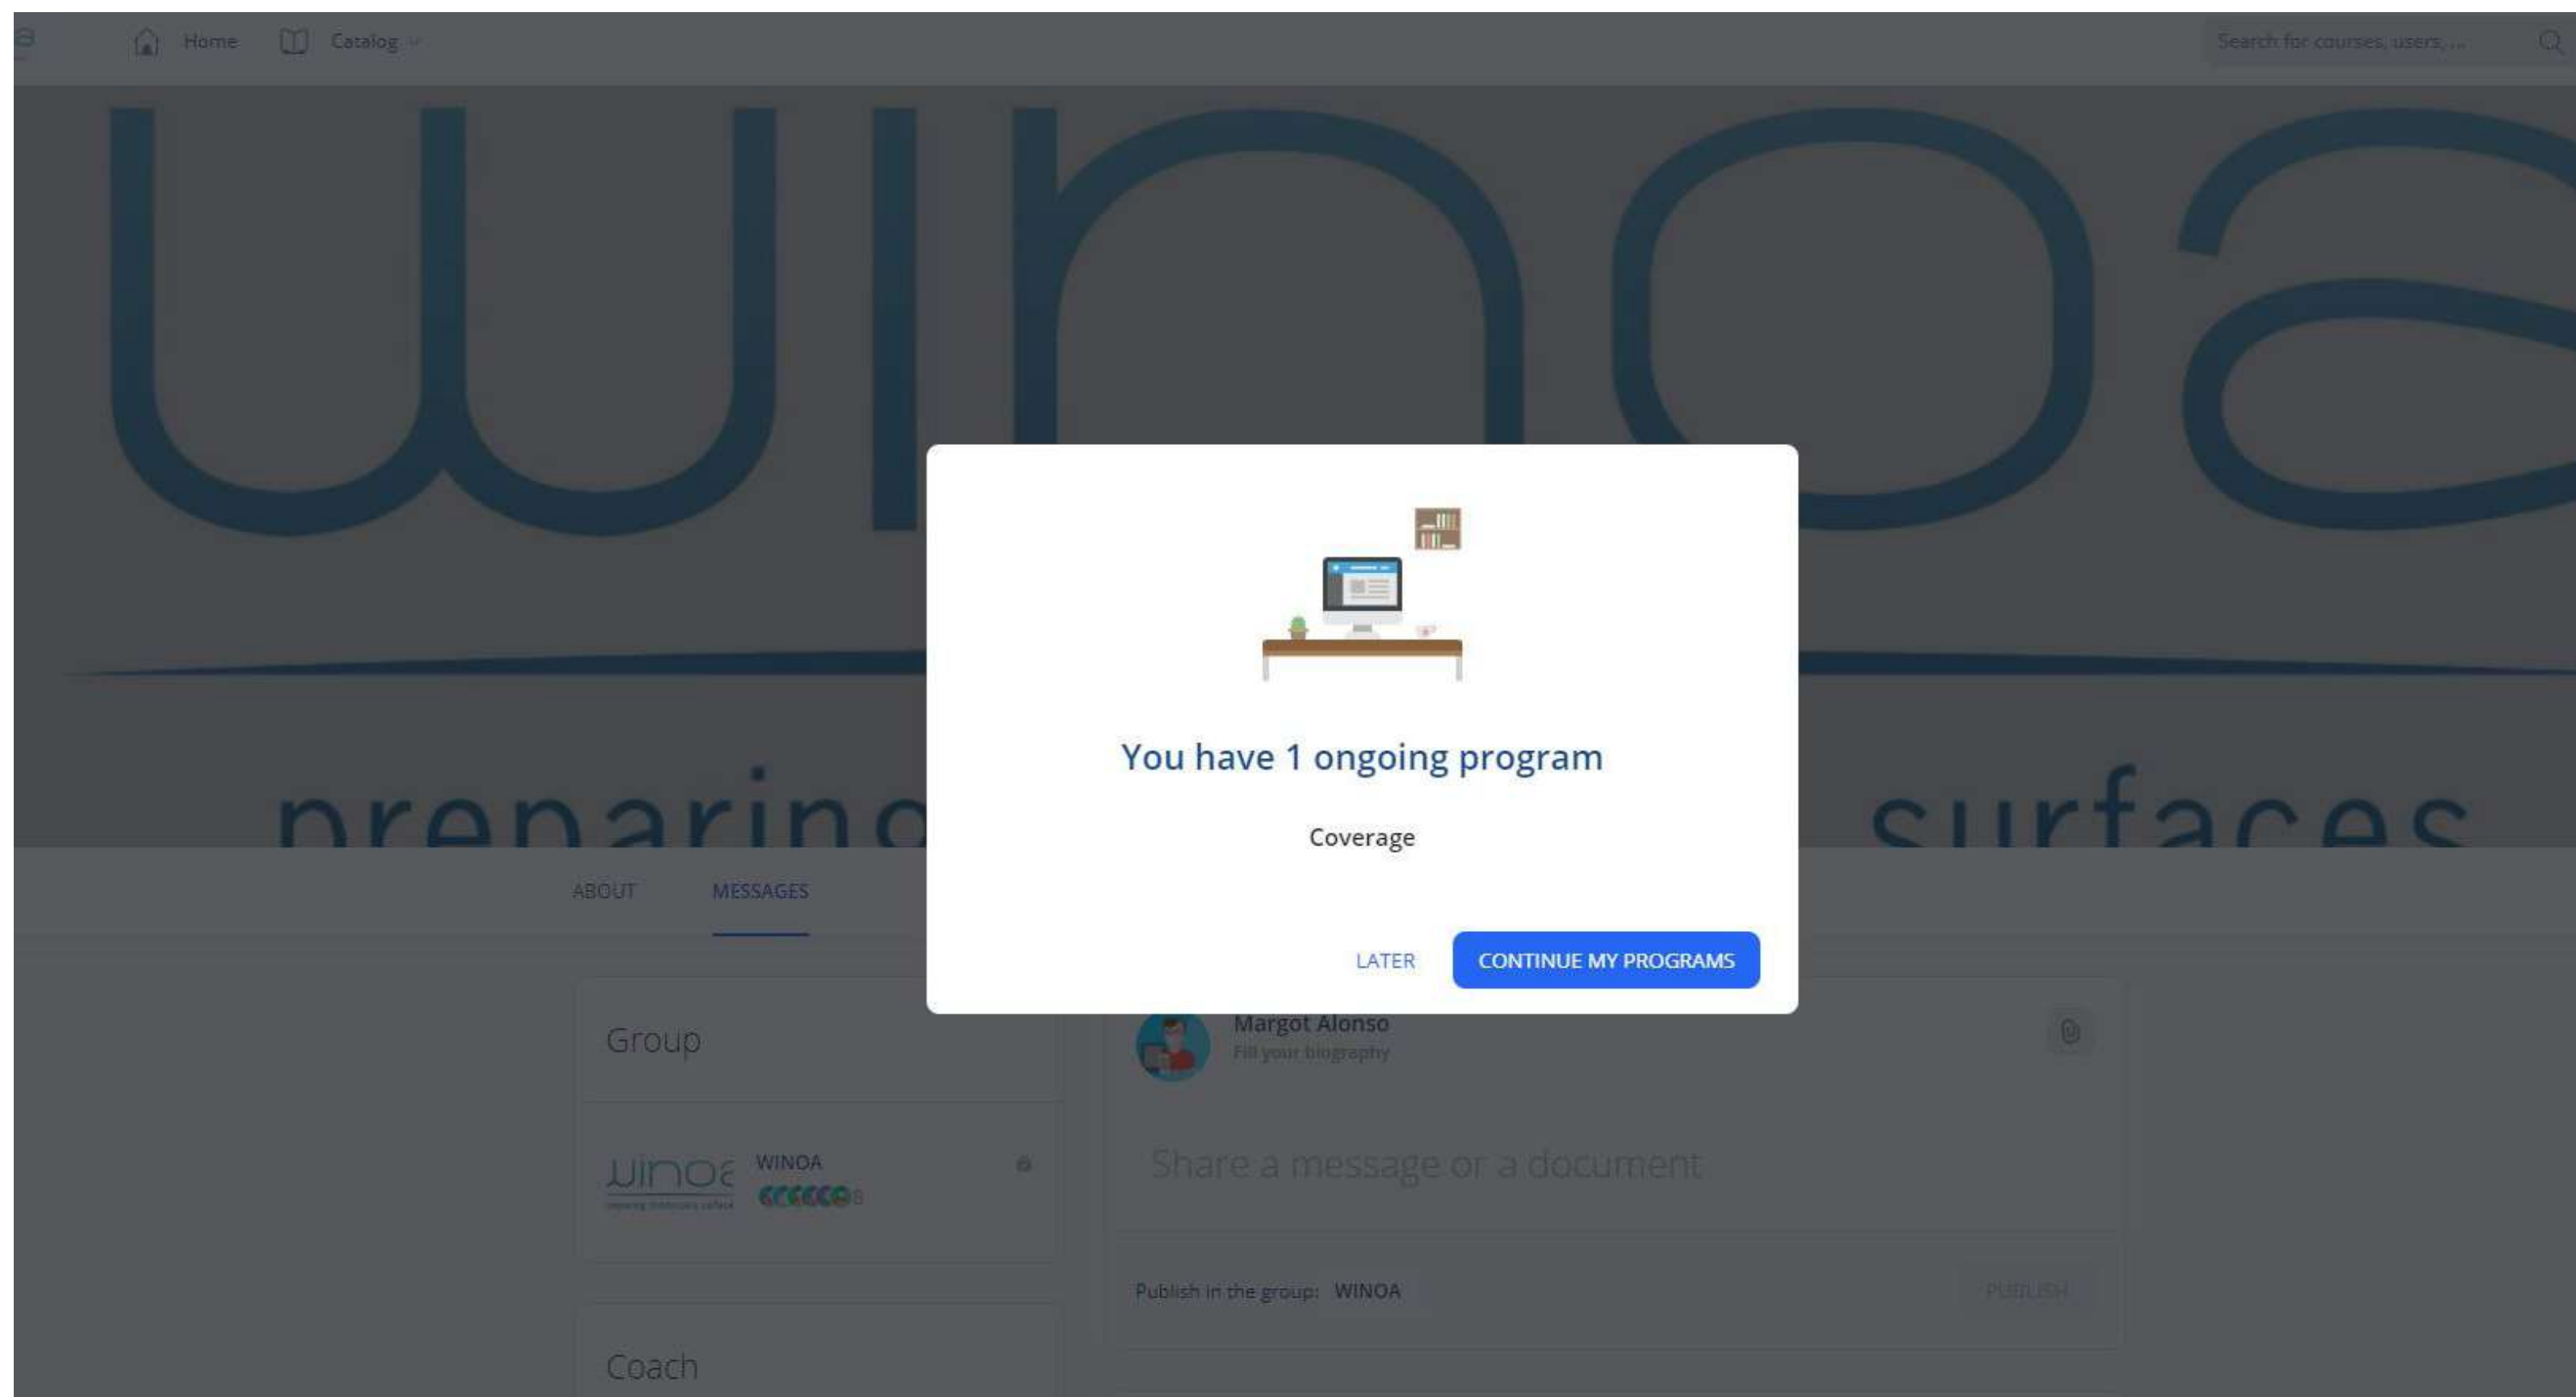 Home Catalog
Search for courses, users, ...
winoa
preparing
surfaces
You have 1 ongoing program
Coverage
LATER CONTINUE MY PROGRAMS
ABOUT MESSAGES
Group
WINOA
8
Coach
Margot Alonso
Fill your biography
Share a message or a document
Publish in the group: WINOA
PUBLISH